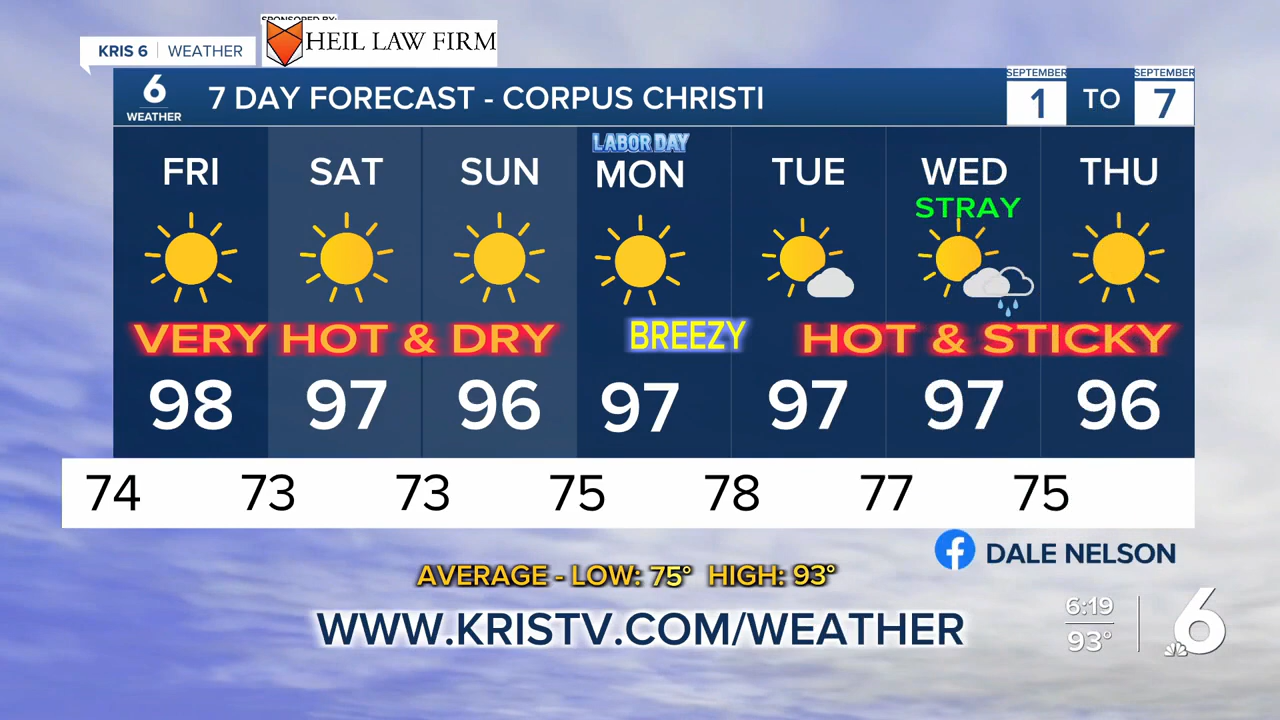 SPONSORED BY:
KRIS 6 | WEATHER
HEIL LAW FIRM
6
WEATHER
7 DAY FORECAST - CORPUS CHRISTI
SEPTEMBER
1
TO
SEPTEMBER
7
LABOR DAY
FRI SAT SUN MON TUE WED THU
STRAY
VERY HOT & DRY BREEZY HOT & STICKY
98 97 96 97 97 97 96
74 73 73 75 78 77 75
DALE NELSON
AVERAGE - LOW: 75° HIGH: 93°
WWW.KRISTV.COM/WEATHER
6:19
93°
6